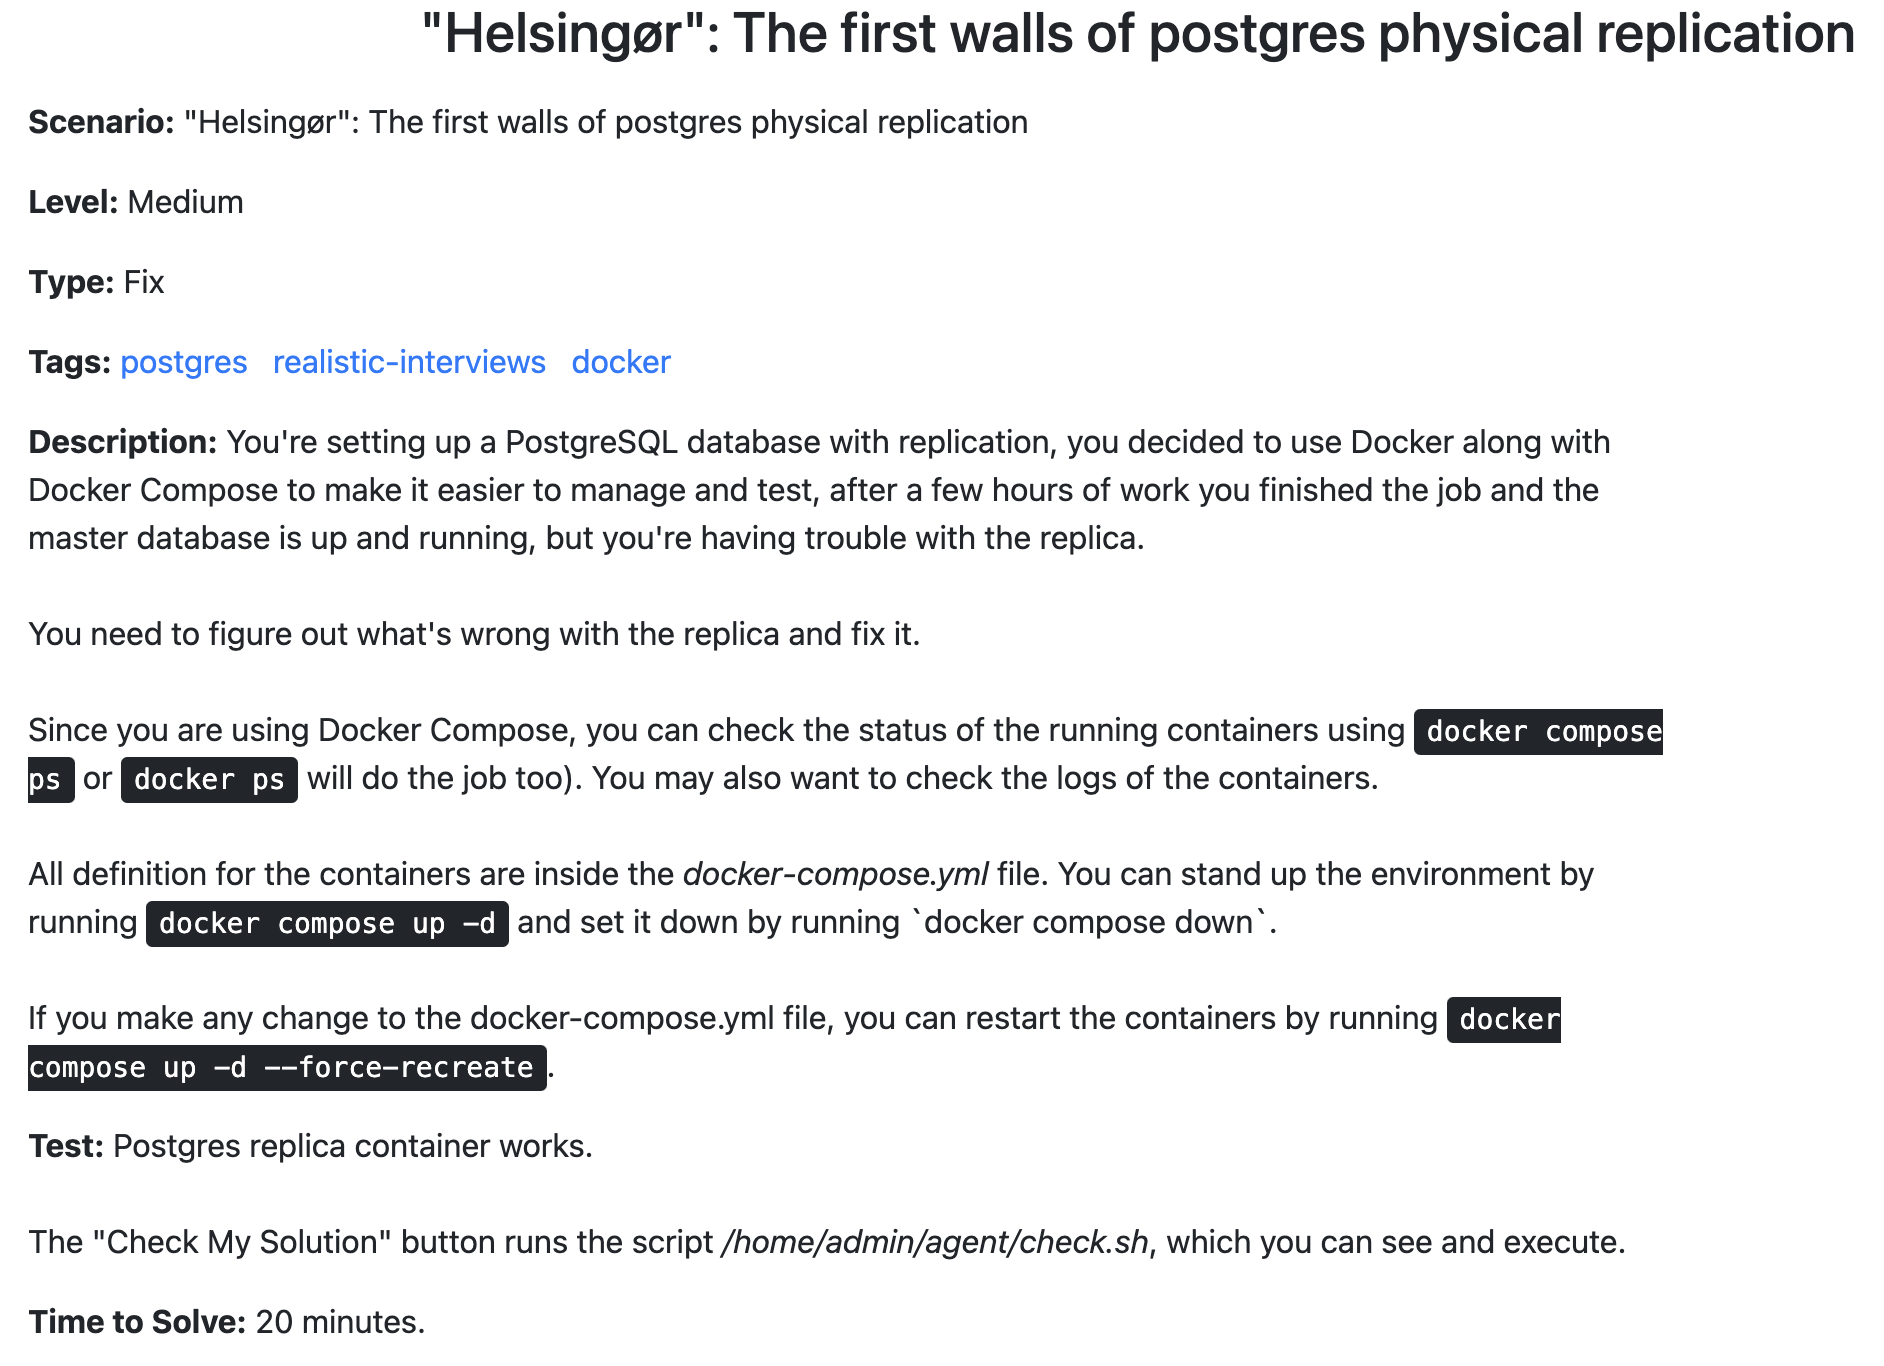 "Helsingør": The first walls of postgres physical replication
Scenario: "Helsingør": The first walls of postgres physical replication
Level: Medium
Type: Fix
Tags: postgres realistic-interviews docker
Description: You're setting up a PostgreSQL database with replication, you decided to use Docker along with
Docker Compose to make it easier to manage and test, after a few hours of work you finished the job and the
master database is up and running, but you're having trouble with the replica.
You need to figure out what's wrong with the replica and fix it.
Since you are using Docker Compose, you can check the status of the running containers using docker compose
ps or docker ps will do the job too). You may also want to check the logs of the containers.
All definition for the containers are inside the docker-compose.yml file. You can stand up the environment by
running docker compose up -d and set it down by running `docker compose down`.
If you make any change to the docker-compose.yml file, you can restart the containers by running docker
compose up -d --force-recreate.
Test: Postgres replica container works.
The "Check My Solution" button runs the script /home/admin/agent/check.sh, which you can see and execute.
Time to Solve: 20 minutes.